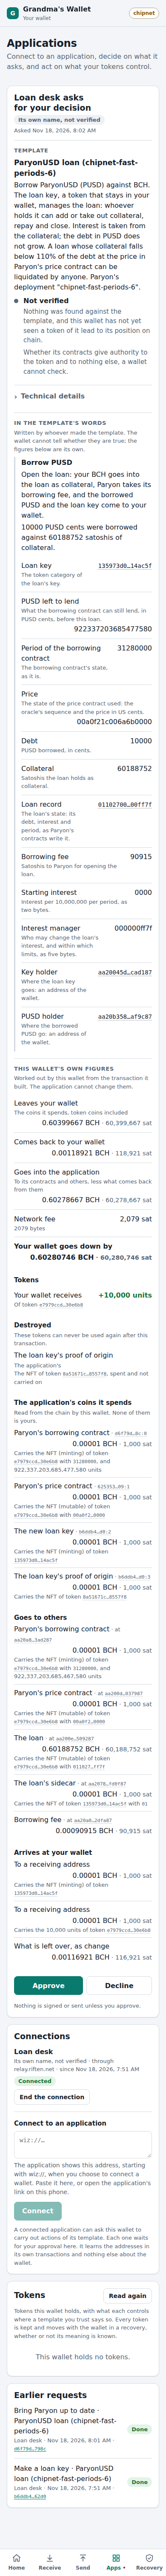 G
Grandma's Wallet
Your wallet
chipnet
Applications
Connect to an application, decide on what it
asks, and act on what your tokens control.
Loan desk asks
for your decision
Its own name, not verified
Asked Nov 18, 2026, 8:02 AM
TEMPLATE
ParyonUSD loan (chipnet-fast-
periods-6)
Borrow ParyonUSD (PUSD) against BCH.
The loan key, a token that stays in your
wallet, manages the loan: whoever
holds it can add or take out collateral,
repay and close. Interest is taken from
the collateral; the debt in PUSD does
not grow. A loan whose collateral falls
below 110% of the debt at the price in
Paryon's price contract can be
liquidated by anyone. Paryon's
deployment "chipnet-fast-periods-6".
Not verified
Nothing was found against the
template, and this wallet has not yet
seen a token of it lead to its position on
chain.
Whether its contracts give authority to
the token and to nothing else, a wallet
cannot check.
› Technical details
IN THE TEMPLATE'S WORDS
Written by whoever made the template. The
wallet cannot tell whether they are true; the
figures below are its own.
Borrow PUSD
Open the loan: your BCH goes into
the loan as collateral, Paryon takes its
borrowing fee, and the borrowed
PUSD and the loan key come to your
wallet.
10000 PUSD cents were borrowed
against 60188752 satoshis of
collateral.
Loan key
135973d0…14ac5f
The token category of
the loan's key.
PUSD left to lend
What the borrowing contract can still lend, in
PUSD cents, before this loan.
922337203685477580
Period of the borrowing
contract
31280000
The borrowing contract's state,
as it is.
Price
The state of the price contract used: the
oracle's sequence and the price in US cents.
00a0f21c006a6b0000
Debt
10000
PUSD borrowed, in cents.
Collateral
60188752
Satoshis the loan holds as
collateral.
Loan record
01102700…00ff7f
The loan's state: its
debt, interest and
period, as Paryon's
contracts write it.
Borrowing fee
90915
Satoshis to Paryon for opening the
loan.
Starting interest
0000
Interest per 10,000,000 per period, as
two bytes.
Interest manager
000000ff7f
Who may change the loan's
interest, and within which
limits, as five bytes.
Key holder
aa20045d…cad187
Where the loan key
goes: an address of the
wallet.
PUSD holder
aa20b358…af9c87
Where the borrowed
PUSD go: an address of
the wallet.
THIS WALLET'S OWN FIGURES
Worked out by this wallet from the transaction it
built. The application cannot change them.
Leaves your wallet
The coins it spends, token coins included
0.60399667 BCH · 60,399,667 sat
Comes back to your wallet
0.00118921 BCH · 118,921 sat
Goes into the application
To its contracts and others, less what comes back
from them
0.60278667 BCH · 60,278,667 sat
Network fee
2,079 sat
2079 bytes
Your wallet goes down by
0.60280746 BCH · 60,280,746 sat
Tokens
Your wallet receives
+10,000 units
Of token e7979ccd…30e6b8
Destroyed
These tokens can never be used again after this
transaction.
The loan key's proof of origin
The application's
The NFT of token 8a51671c…8557f8, spent and not
carried on
The application's coins it spends
Read from the chain by this wallet. None of them
is yours.
Paryon's borrowing contract · d6f79d…8c:0
0.00001 BCH · 1,000 sat
Carries the NFT (minting) of token
e7979ccd…30e6b8 with 31280000, and
922,337,203,685,477,580 units
Paryon's price contract · 625353…09:1
0.00001 BCH · 1,000 sat
Carries the NFT (mutable) of token
e7979ccd…30e6b8 with 00a0f2…0000
The new loan key · b6ddb4…d0:2
0.00001 BCH · 1,000 sat
Carries the NFT (minting) of token
135973d0…14ac5f
The loan key's proof of origin · b6ddb4…d0:3
0.00001 BCH · 1,000 sat
Carries the NFT of token 8a51671c…8557f8
Goes to others
Paryon's borrowing contract · at
aa20a8…3ad287
0.00001 BCH · 1,000 sat
Carries the NFT (minting) of token
e7979ccd…30e6b8 with 31280000, and
922,337,203,685,467,580 units
Paryon's price contract · at aa200d…037987
0.00001 BCH · 1,000 sat
Carries the NFT (mutable) of token
e7979ccd…30e6b8 with 00a0f2…0000
The loan · at aa200e…509287
0.60188752 BCH · 60,188,752 sat
Carries the NFT (mutable) of token
e7979ccd…30e6b8 with 011027…ff7f
The loan's sidecar · at aa2078…fd0f87
0.00001 BCH · 1,000 sat
Carries the NFT of token 135973d0…14ac5f with 01
Borrowing fee · at aa20a0…2dfa87
0.00090915 BCH · 90,915 sat
Arrives at your wallet
To a receiving address
0.00001 BCH · 1,000 sat
Carries the NFT (minting) of token
135973d0…14ac5f
To a receiving address
0.00001 BCH · 1,000 sat
Carries the 10,000 units of token e7979ccd…30e6b8
What is left over, as change
0.00116921 BCH · 116,921 sat
Approve
Decline
Nothing is signed or sent unless you approve.
Connections
Loan desk
Its own name, not verified · through
relay.riften.net · since Nov 18, 2026, 7:51 AM
Connected
End the connection
Connect to an application
wiz://…
The application shows this address, starting
with wiz://, when you choose to connect a
wallet. Paste it here, or open the application's
link on this phone.
Connect
A connected application can ask this wallet to
carry out actions of its template. Each one waits
for your approval here. It learns the addresses in
its own transactions and nothing else about the
wallet.
Tokens
Read again
Tokens this wallet holds, with what each controls
where a template you trust says so. Every token
is kept and moves with the wallet in a recovery,
whether or not its meaning is known.
This wallet holds no tokens.
Earlier requests
Bring Paryon up to date ·
ParyonUSD loan (chipnet-fast-
periods-6)
Loan desk · Nov 18, 2026, 8:01 AM ·
d6f79d…798c
Done
Make a loan key · ParyonUSD
loan (chipnet-fast-periods-6)
Loan desk · Nov 18, 2026, 7:51 AM ·
b6ddb4…62d0
Done
Home
Receive
Send
Apps •
Recovery